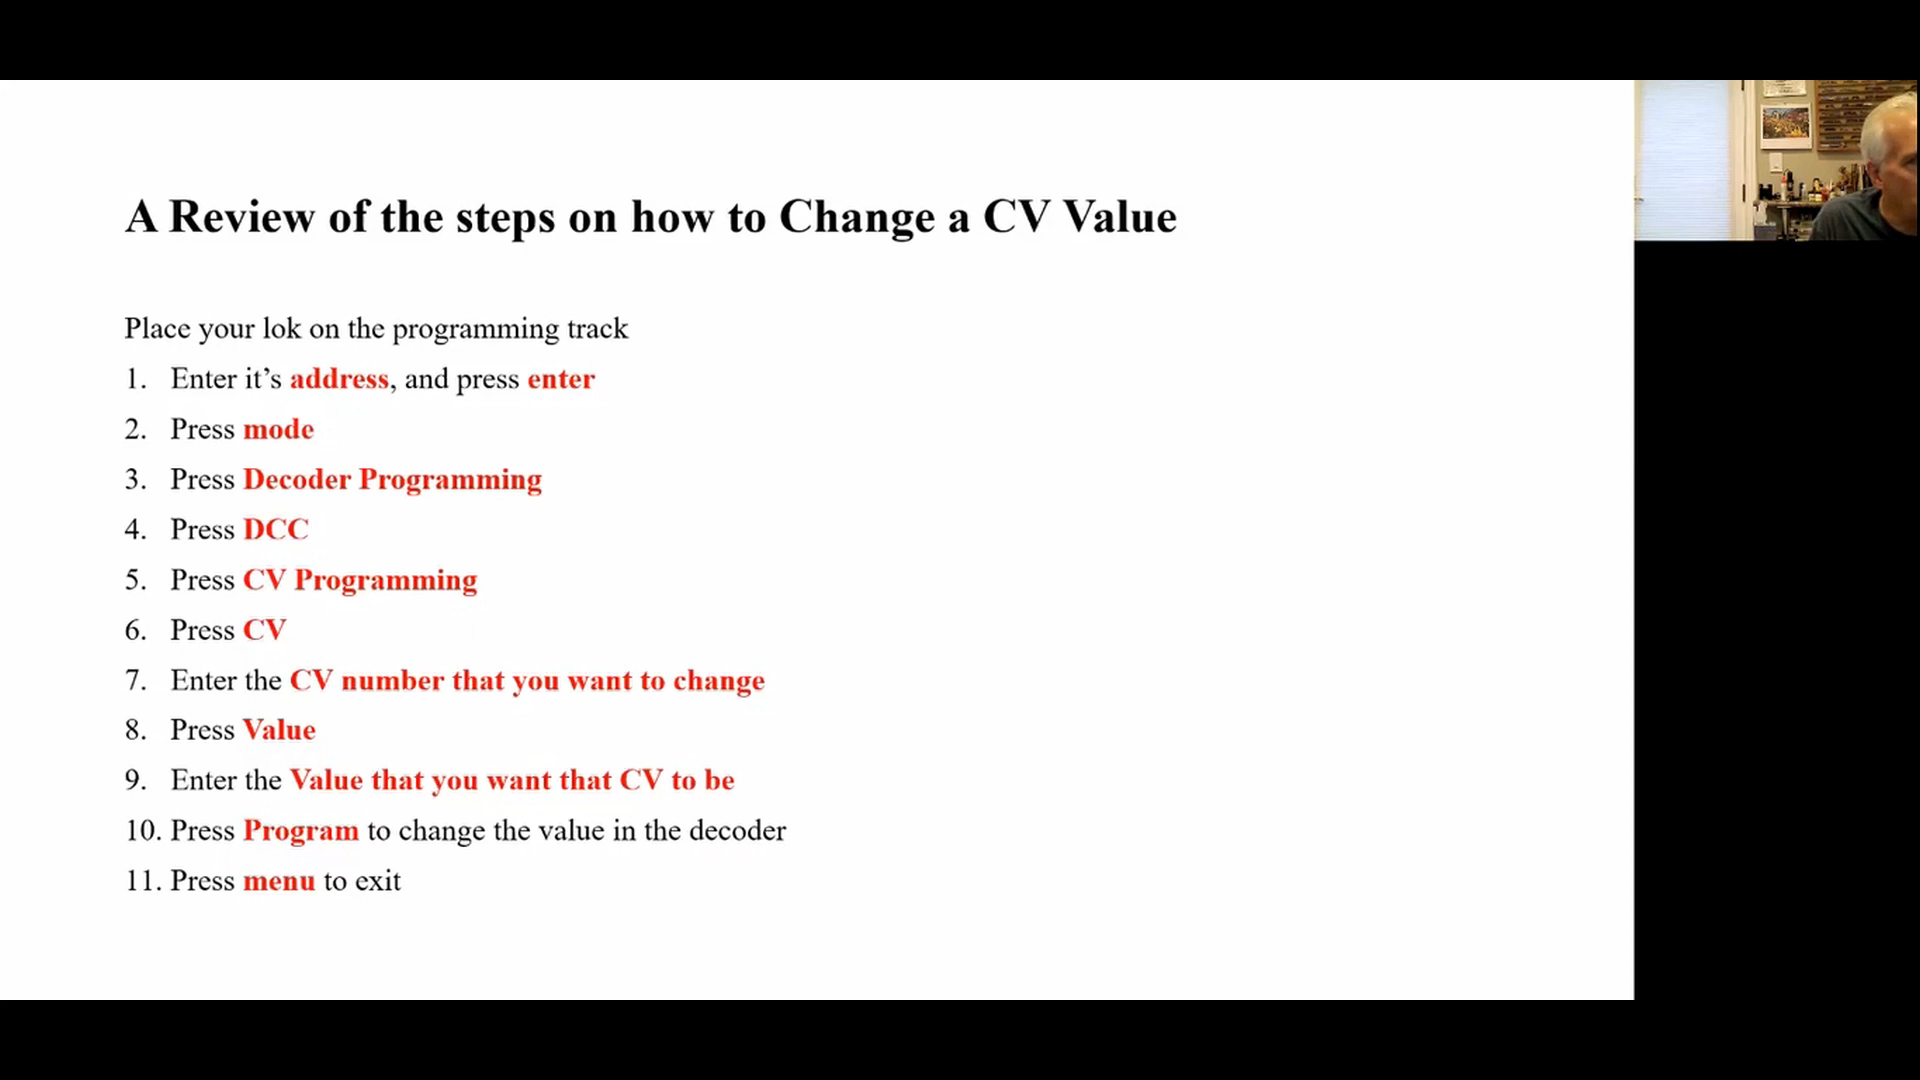 A Review of the steps on how to Change a CV Value
Place your lok on the programming track
1. Enter it’s address, and press enter
2. Press mode
3. Press Decoder Programming
4. Press DCC
5. Press CV Programming
6. Press CV
7. Enter the CV number that you want to change
8. Press Value
9. Enter the Value that you want that CV to be
10. Press Program to change the value in the decoder
11. Press menu to exit